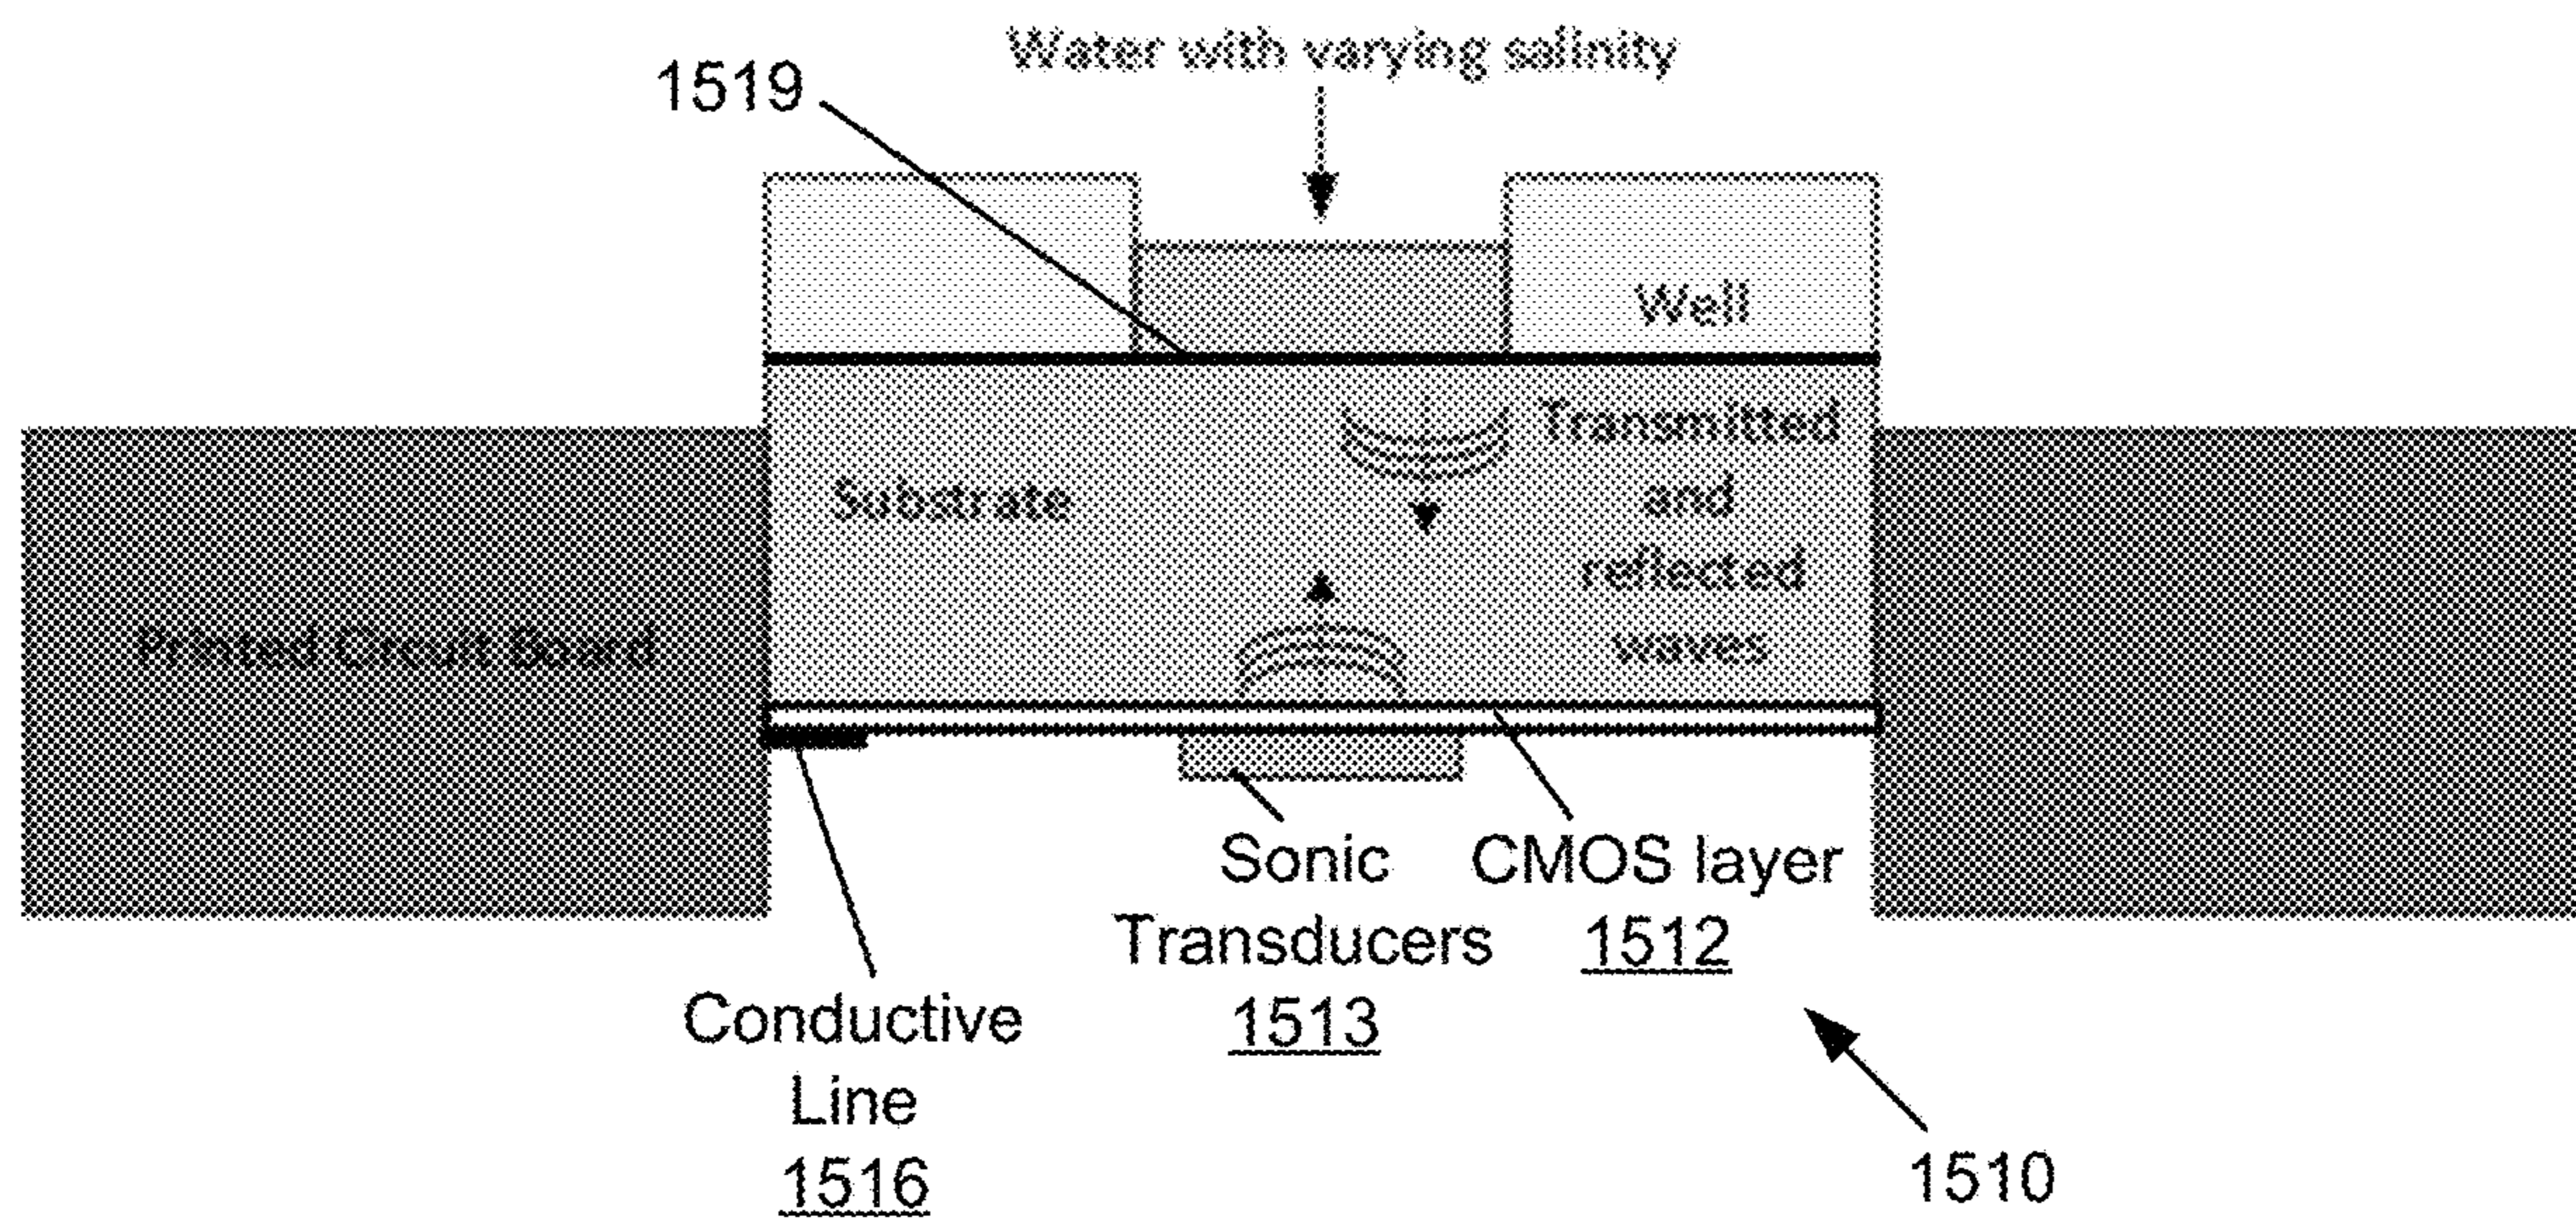 Water with varying salinity
1519
Well
Transmitted
and
reflected
waves
Substrate
Printed Circuit Board
Sonic
Transducers
1513
CMOS layer
1512
Conductive
Line
1516
1510